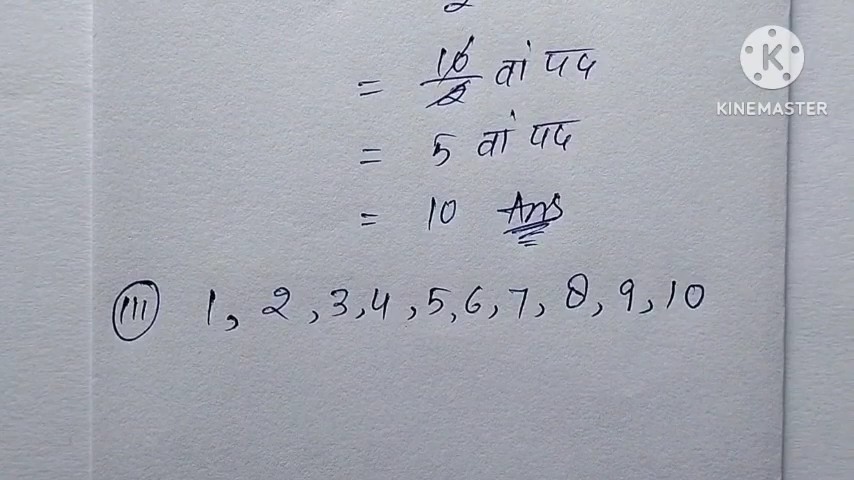 2
= 10/2 वां पद
= 5 वां पद
= 10 Ans
(III) 1, 2, 3, 4, 5, 6, 7, 8, 9, 10
K
KINEMASTER